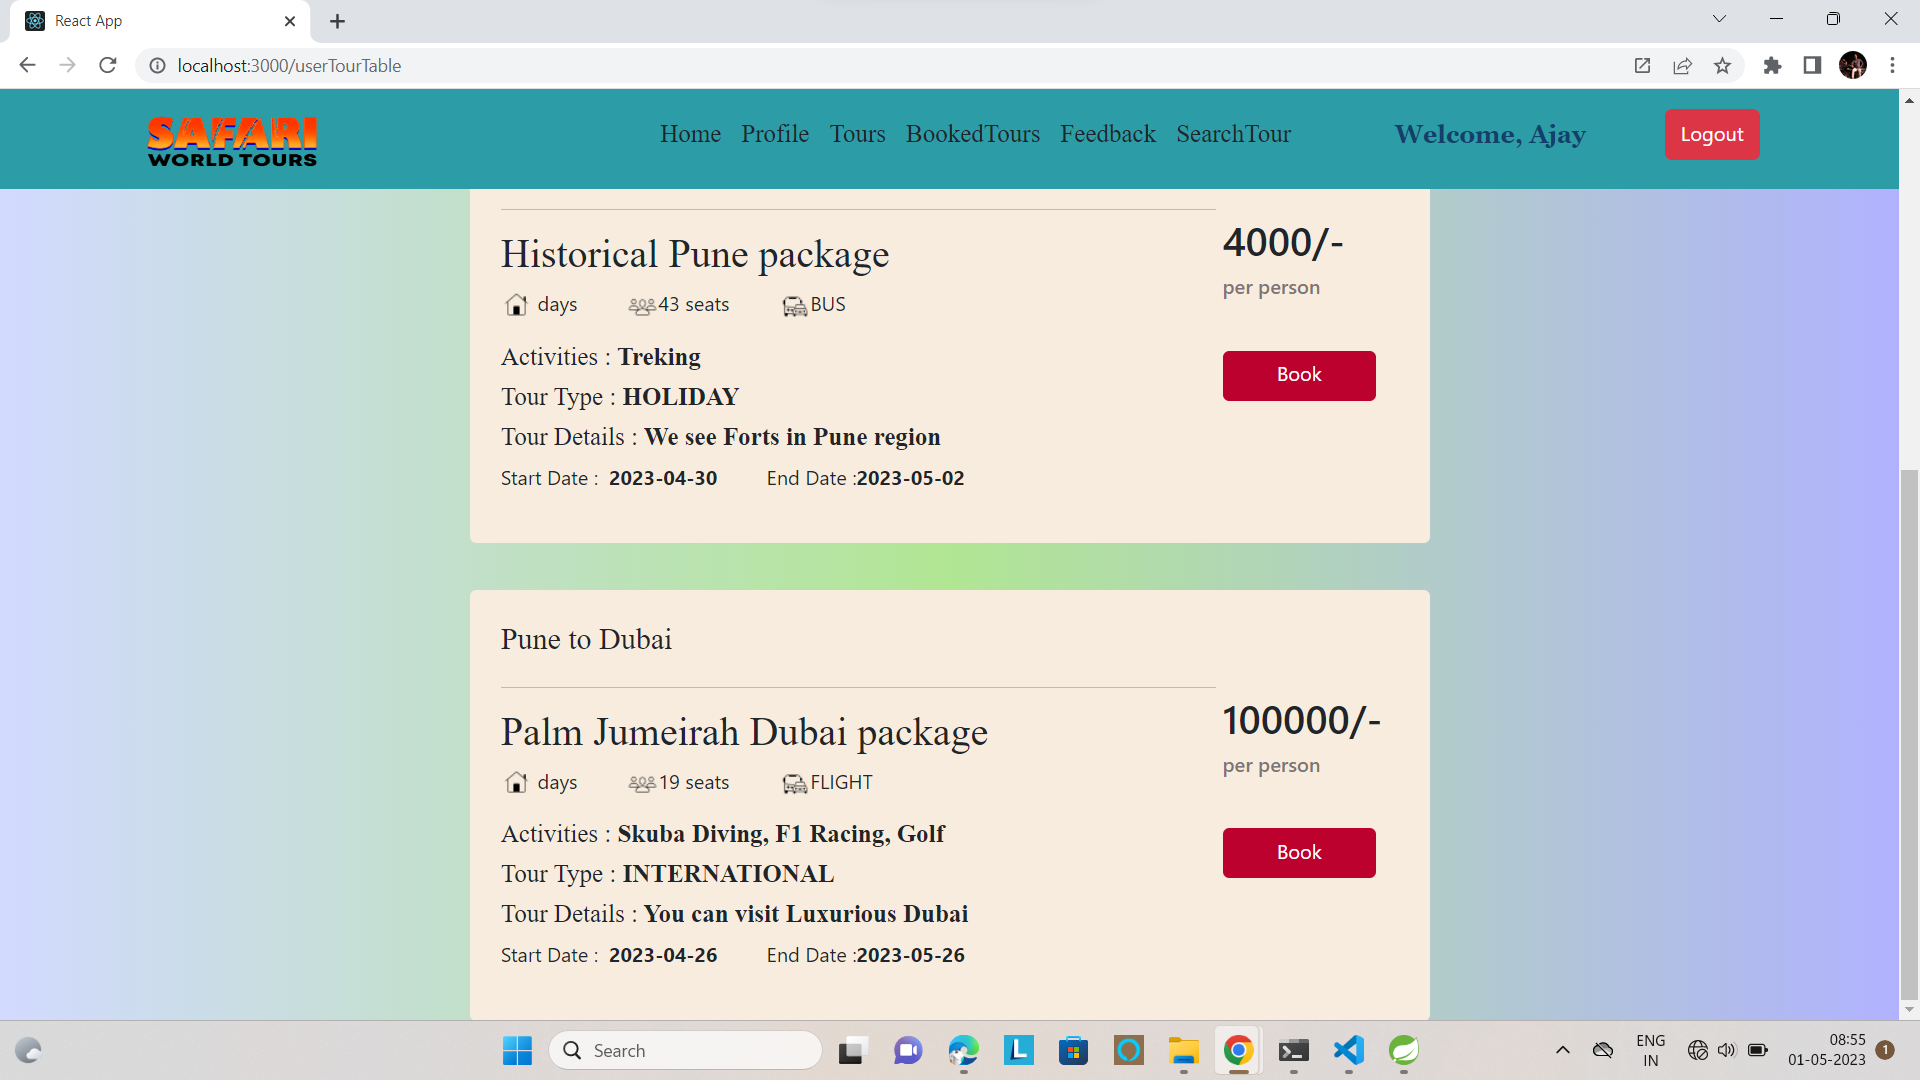 React App
localhost:3000/userTourTable
SAFARI
WORLD TOURS
Home Profile Tours BookedTours Feedback SearchTour
Welcome, Ajay
Logout
Historical Pune package
4000/-
per person
days 43 seats BUS
Activities : Treking
Book
Tour Type : HOLIDAY
Tour Details : We see Forts in Pune region
Start Date : 2023-04-30 End Date :2023-05-02
Pune to Dubai
Palm Jumeirah Dubai package
100000/-
per person
days 19 seats FLIGHT
Activities : Skuba Diving, F1 Racing, Golf
Book
Tour Type : INTERNATIONAL
Tour Details : You can visit Luxurious Dubai
Start Date : 2023-04-26 End Date :2023-05-26
Search
L
ENG
IN
08:55
01-05-2023
1